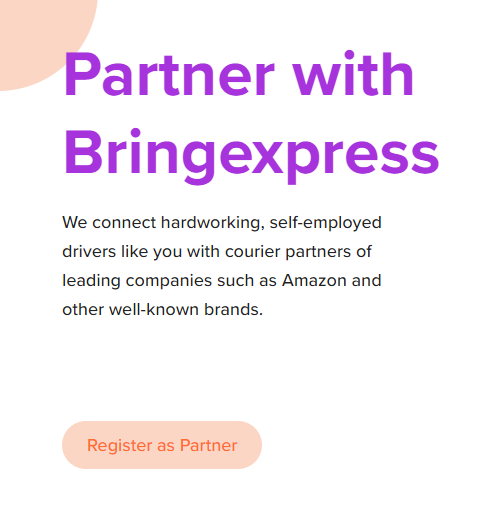 Partner with
Bringexpress
We connect hardworking, self-employed
drivers like you with courier partners of
leading companies such as Amazon and
other well-known brands.
Register as Partner